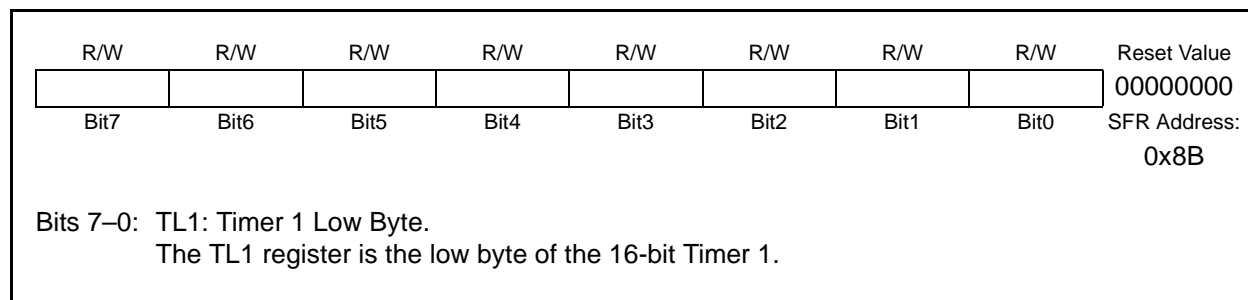 R/W R/W R/W R/W R/W R/W R/W R/W Reset Value
00000000
Bit7 Bit6 Bit5 Bit4 Bit3 Bit2 Bit1 Bit0 SFR Address:
0x8B
Bits 7–0: TL1: Timer 1 Low Byte.
The TL1 register is the low byte of the 16-bit Timer 1.